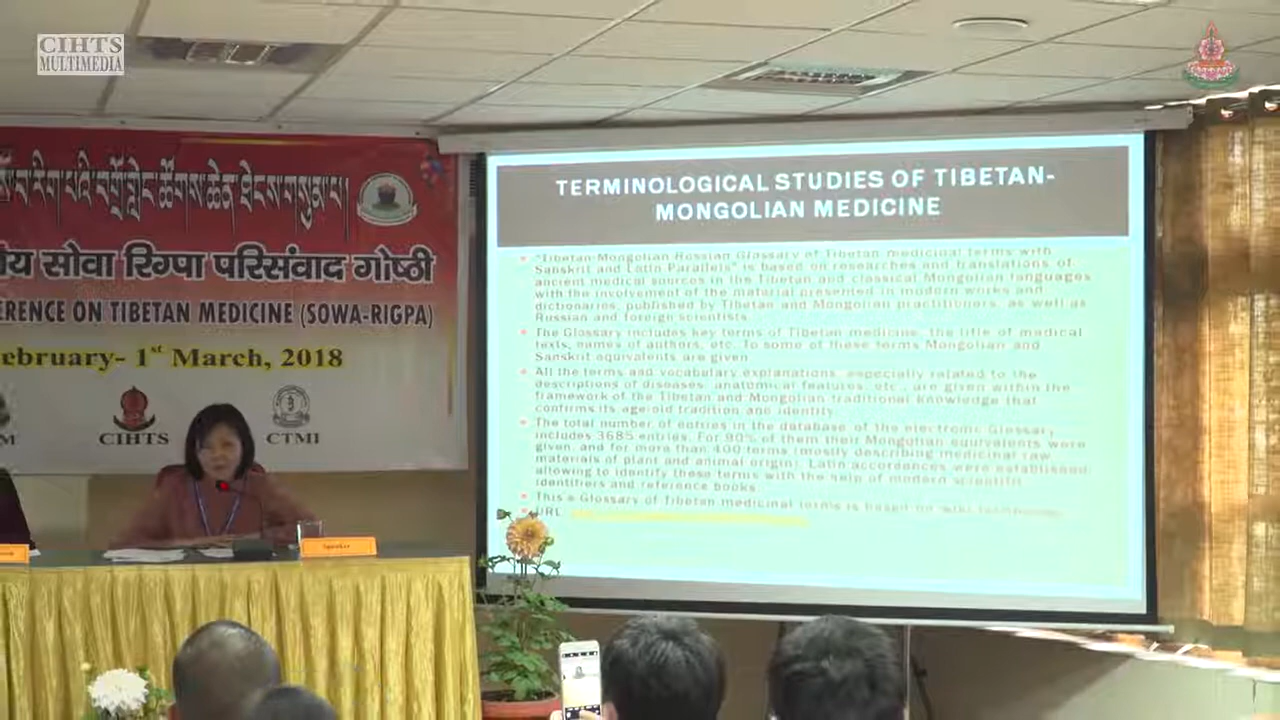 CIHTS
MULTIMEDIA
སོ་བ་རིག་པའི་བགྲོ་གླེང་ཚོགས་ཆེན་ཐེངས་གསུམ་པ།
ीय सोवा रिग्पा परिसंवाद गोष्ठी
ERENCE ON TIBETAN MEDICINE (SOWA-RIGPA)
ebruary- 1st March, 2018
M
CIHTS
CTMI
Speaker
TERMINOLOGICAL STUDIES OF TIBETAN-
MONGOLIAN MEDICINE
"Tibetan-Mongolian-Russian Glossary of Tibetan medicinal terms with
Sanskrit and Latin Parallels" is based on researches and translations of
ancient medical sources in the Tibetan and classical Mongolian languages
with the involvement of the material presented in modern works and
dictionaries, published by Tibetan and Mongolian practitioners, as well as
Russian and foreign scientists.
The Glossary includes key terms of Tibetan medicine, the title of medical
texts, names of authors, etc. To some of these terms Mongolian and
Sanskrit equivalents are given.
All the terms and vocabulary explanations, especially related to the
descriptions of diseases, anatomical features, etc., are given within the
framework of the Tibetan and Mongolian traditional knowledge that
confirms its age-old tradition and identity.
The total number of entries in the database of the electronic Glossary
includes 3685 entries. For 90% of them their Mongolian equivalents were
given, and for more than 400 terms (mostly describing medicinal raw
materials of plant and animal origin), Latin accordances were established
allowing to identify these terms with the help of modern scientific
identifiers and reference books.
This a Glossary of Tibetan medicinal terms is based on wiki
URL: